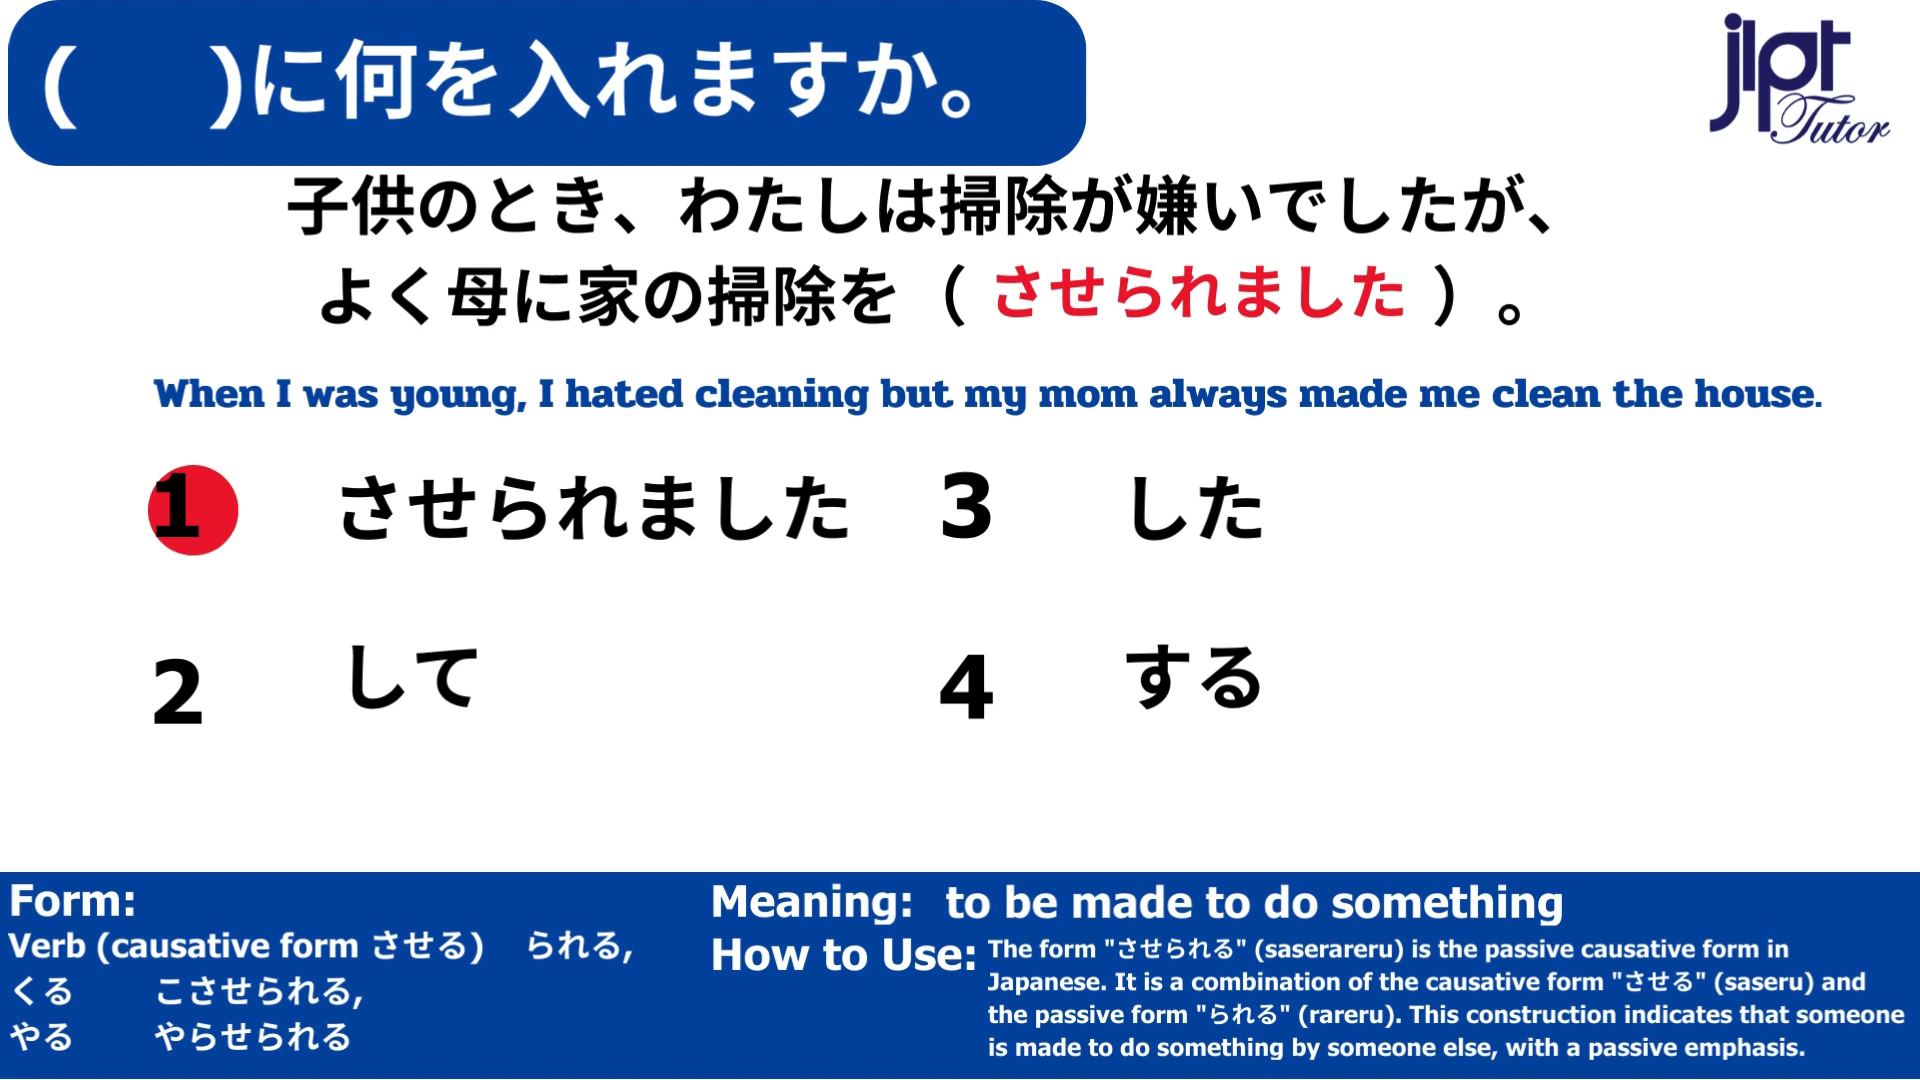 (　　)に何を入れますか。
jlpt
Tutor
子供のとき、わたしは掃除が嫌いでしたが、
よく母に家の掃除を（ させられました ）。
When I was young, I hated cleaning but my mom always made me clean the house.
1 させられました
3 した
2 して
4 する
Form:
Verb (causative form させる)　られる,
くる　こさせられる,
やる　やらせられる
Meaning: to be made to do something
How to Use: The form "させられる" (saserareru) is the passive causative form in
Japanese. It is a combination of the causative form "させる" (saseru) and
the passive form "られる" (rareru). This construction indicates that someone
is made to do something by someone else, with a passive emphasis.